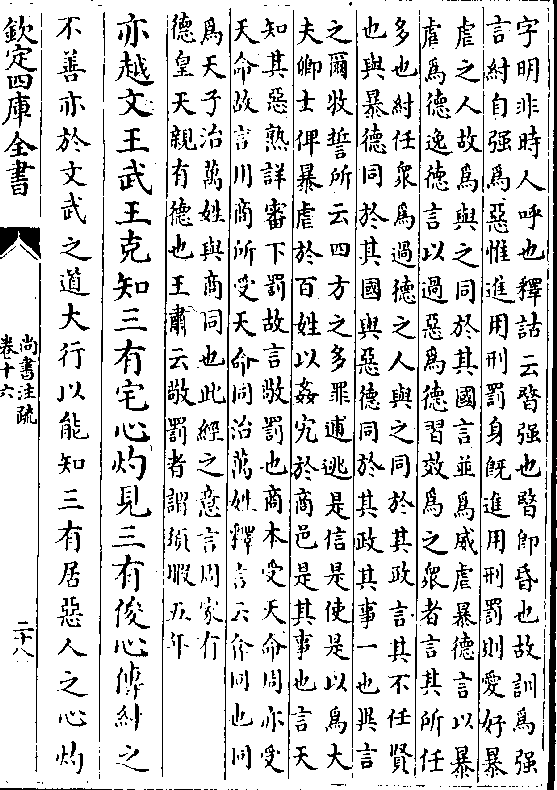 字明非時人呼也釋詁云暋强也暋即昏也故訓爲强
言紂自强爲惡惟進用刑罰身既進用刑罰則愛好暴
虐之人故爲與之同於其國言並爲威虐暴德言以暴
虐爲德逸德言以過惡爲德習效爲之衆者言其所任
多也紂任衆爲過德之人與之同於其政言其不任賢
也與暴德同於其國與惡德同於其政其事一也異言
之爾牧誓所云四方之多罪逋逃是信是使是以爲大
夫卿士俾暴虐於百姓以姦宄於商邑是其事也言天
知其惡熟詳審下罰故言敬罰也商本受天命周亦受
天命故言用商所受天命同治萬姓釋言云弇同也同
爲天子治萬姓與商同也此經之意言周家有
德皇天親有德也王肅云敬罰者謂須暇五年
亦越文王武王克知三有宅心灼見三有俊心傳紂之
不善亦於文武之道大行以能知三有居惡人之心灼
欽定四庫全書
尚書注疏
卷十六
二十八